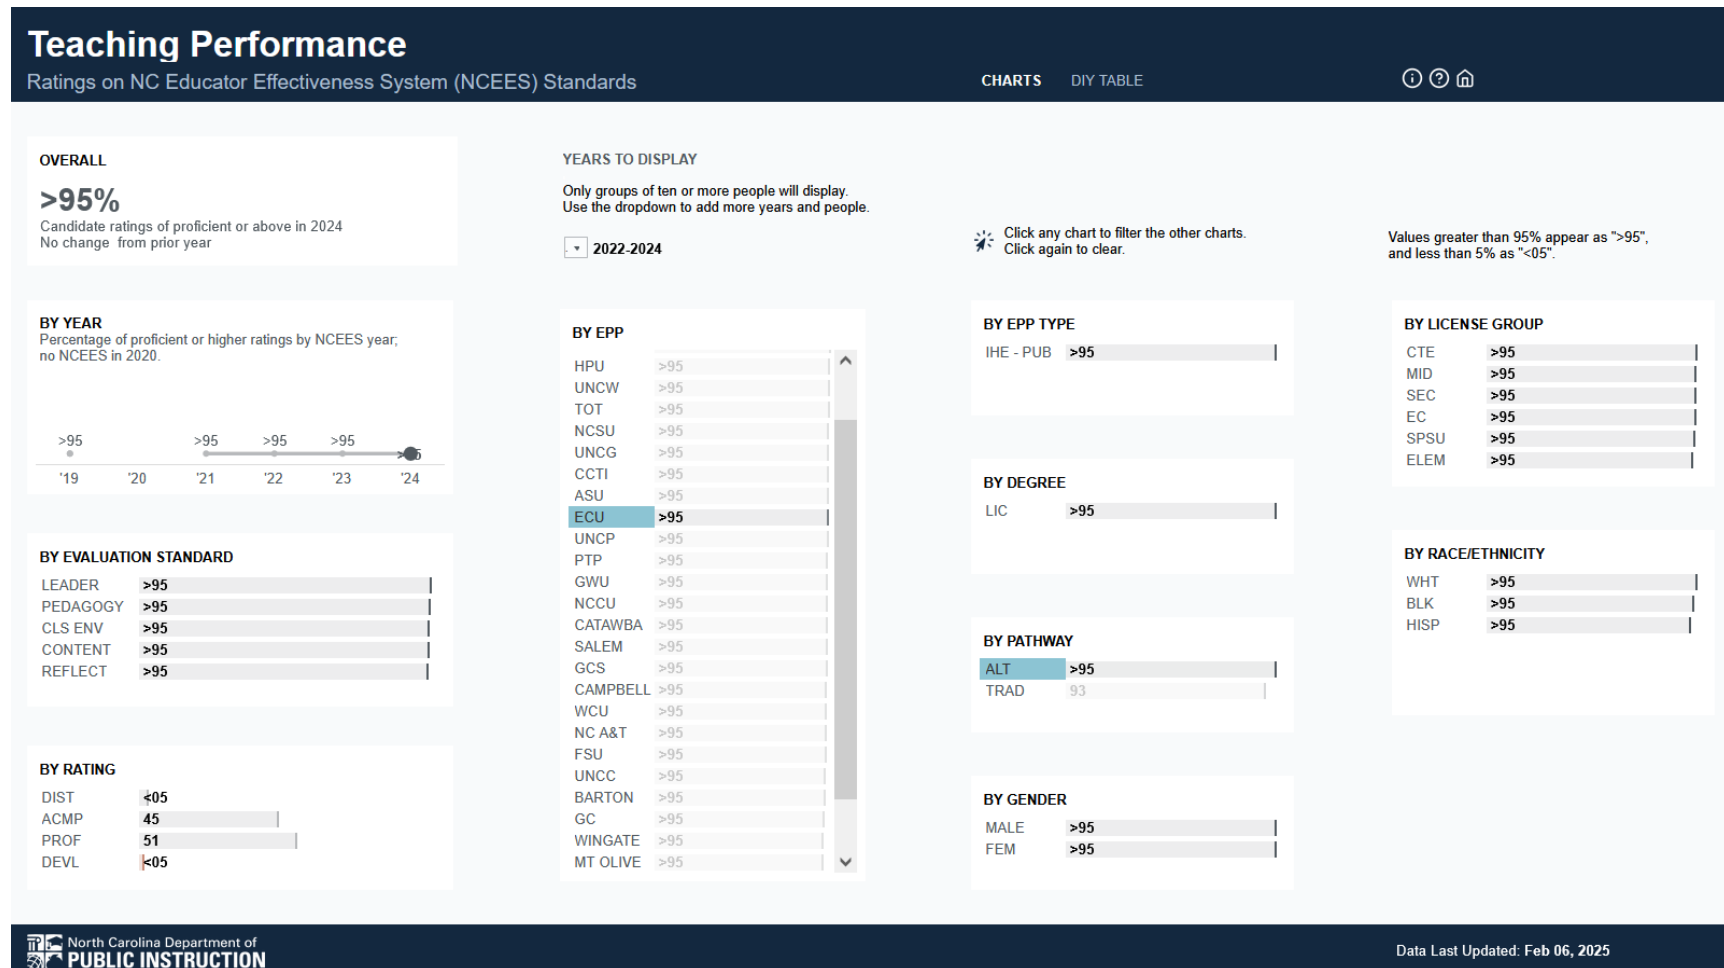 Teaching Performance
Ratings on NC Educator Effectiveness System (NCEES) Standards
CHARTS DIY TABLE
OVERALL
>95%
Candidate ratings of proficient or above in 2024
No change from prior year
YEARS TO DISPLAY
Only groups of ten or more people will display.
Use the dropdown to add more years and people.
2022-2024
Click any chart to filter the other charts.
Click again to clear.
Values greater than 95% appear as ">95",
and less than 5% as "<05".
BY YEAR
Percentage of proficient or higher ratings by NCEES year;
no NCEES in 2020.
>95 >95 >95 >95
'19 '20 '21 '22 '23 '24
BY EVALUATION STANDARD
LEADER >95
PEDAGOGY >95
CLS ENV >95
CONTENT >95
REFLECT >95
BY RATING
DIST <05
ACMP 45
PROF 51
DEVL <05
BY EPP
HPU >95
UNCW >95
TOT >95
NCSU >95
UNCG >95
CCTI >95
ASU >95
ECU >95
UNCP >95
PTP >95
GWU >95
NCCU >95
CATAWBA >95
SALEM >95
GCS >95
CAMPBELL >95
WCU >95
NC A&T >95
FSU >95
UNCC >95
BARTON >95
GC >95
WINGATE >95
MT OLIVE >95
BY EPP TYPE
IHE - PUB >95
BY DEGREE
LIC >95
BY PATHWAY
ALT >95
TRAD 93
BY GENDER
MALE >95
FEM >95
BY LICENSE GROUP
CTE >95
MID >95
SEC >95
EC >95
SPSU >95
ELEM >95
BY RACE/ETHNICITY
WHT >95
BLK >95
HISP >95
North Carolina Department of
PUBLIC INSTRUCTION
Data Last Updated: Feb 06, 2025